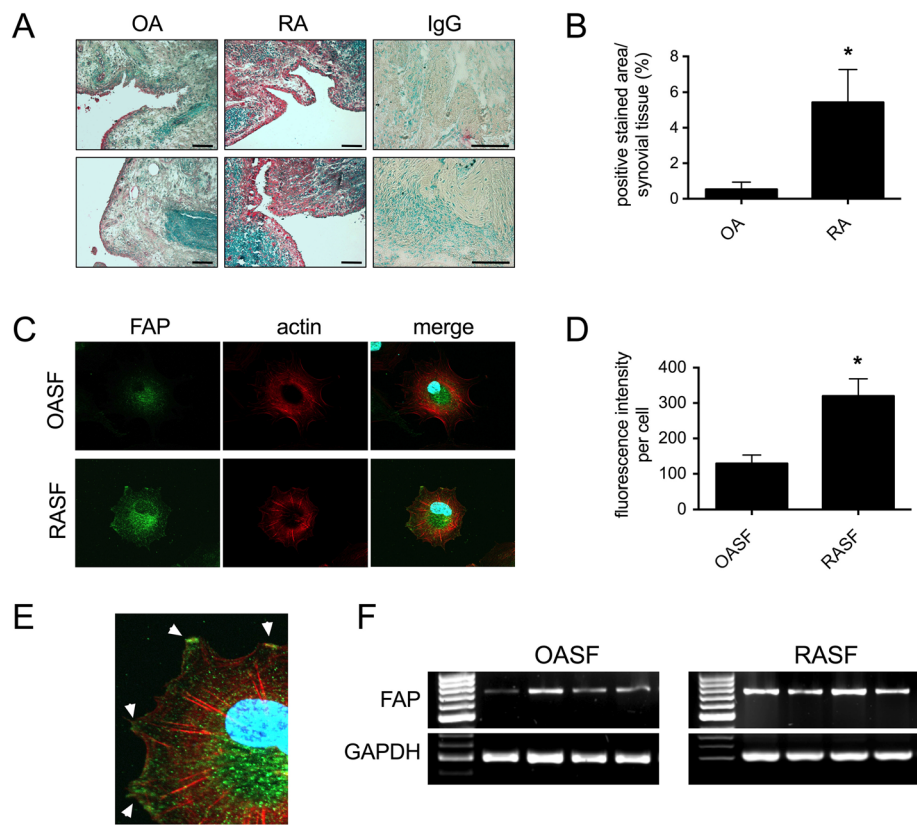 A
OA
RA
IgG
B
positive stained area/
synovial tissue (%)
8
6
4
2
0
*
OA
RA
C
FAP
actin
merge
OASF
RASF
D
fluorescence intensity
per cell
400
300
200
100
0
*
OASF
RASF
E
F
OASF
RASF
FAP
GAPDH